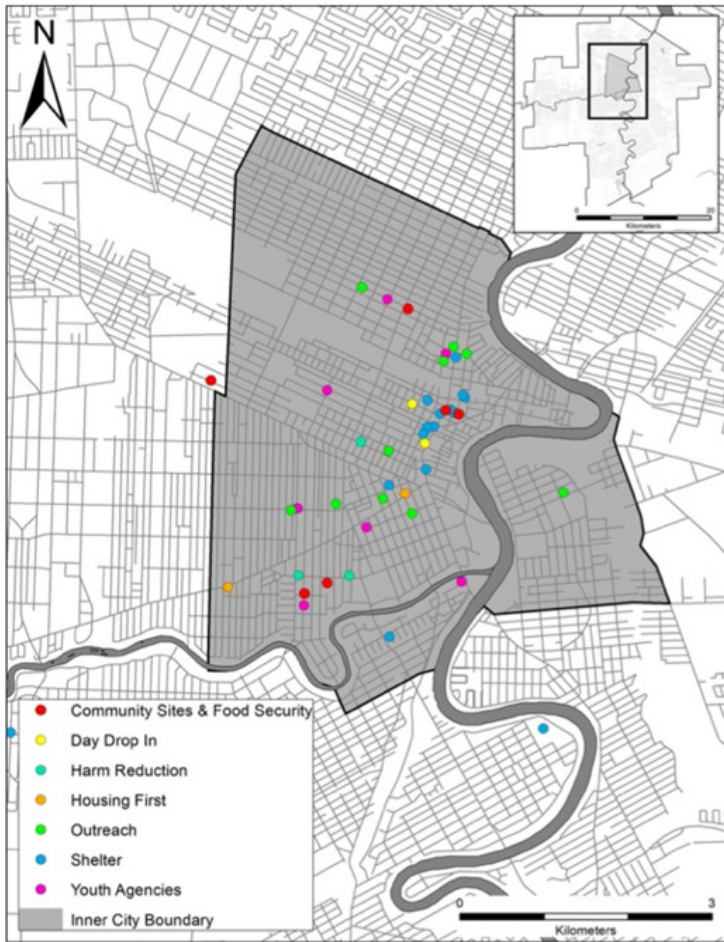 N
0
20
Kilometers
Community Sites & Food Security
Day Drop In
Harm Reduction
Housing First
Outreach
Shelter
Youth Agencies
Inner City Boundary
0
3
Kilometers